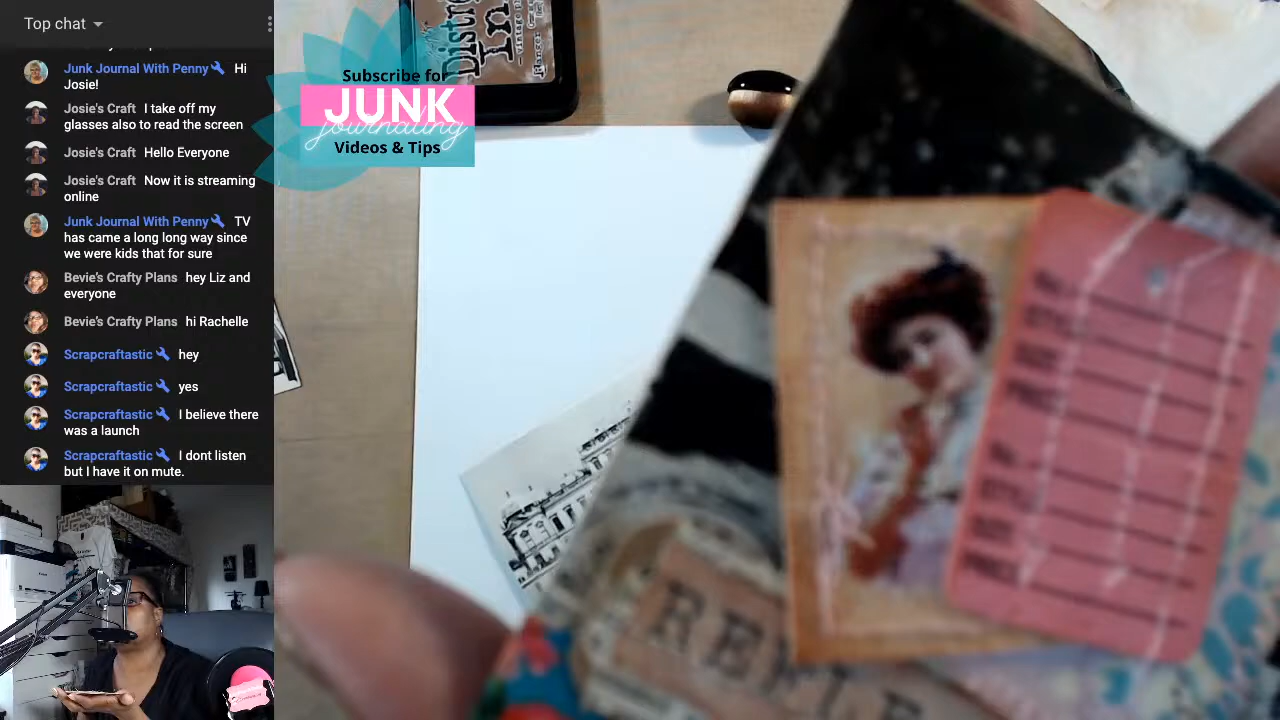 Top chat
Junk Journal With Penny Hi
Josie!
Josie's Craft I take off my
glasses also to read the screen
Josie's Craft Hello Everyone
Josie's Craft Now it is streaming
online
Junk Journal With Penny TV
has came a long long way since
we were kids that for sure
Bevie's Crafty Plans hey Liz and
everyone
Bevie's Crafty Plans hi Rachelle
Scrapcraftastic hey
Scrapcraftastic yes
Scrapcraftastic I believe there
was a launch
Scrapcraftastic I dont listen
but I have it on mute.
Subscribe for
JUNK
journaling
Videos & Tips